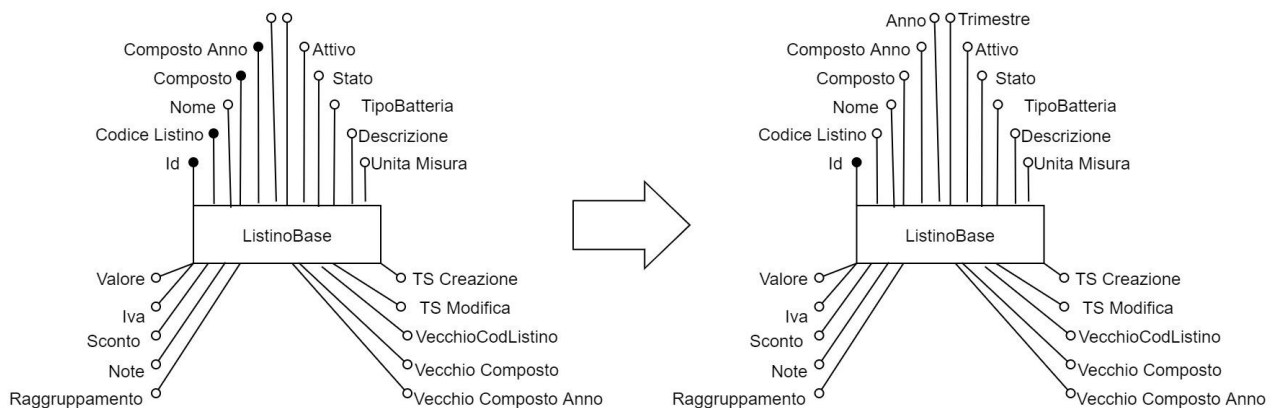 Composto Anno
Attivo
Composto
Stato
Nome
TipoBatteria
Codice Listino
Descrizione
Id
Unita Misura
ListinoBase
Valore
TS Creazione
Iva
TS Modifica
Sconto
VecchioCodListino
Note
Vecchio Composto
Raggruppamento
Vecchio Composto Anno
Anno
Trimestre
Composto Anno
Attivo
Composto
Stato
Nome
TipoBatteria
Codice Listino
Descrizione
Id
Unita Misura
ListinoBase
Valore
TS Creazione
Iva
TS Modifica
Sconto
VecchioCodListino
Note
Vecchio Composto
Raggruppamento
Vecchio Composto Anno